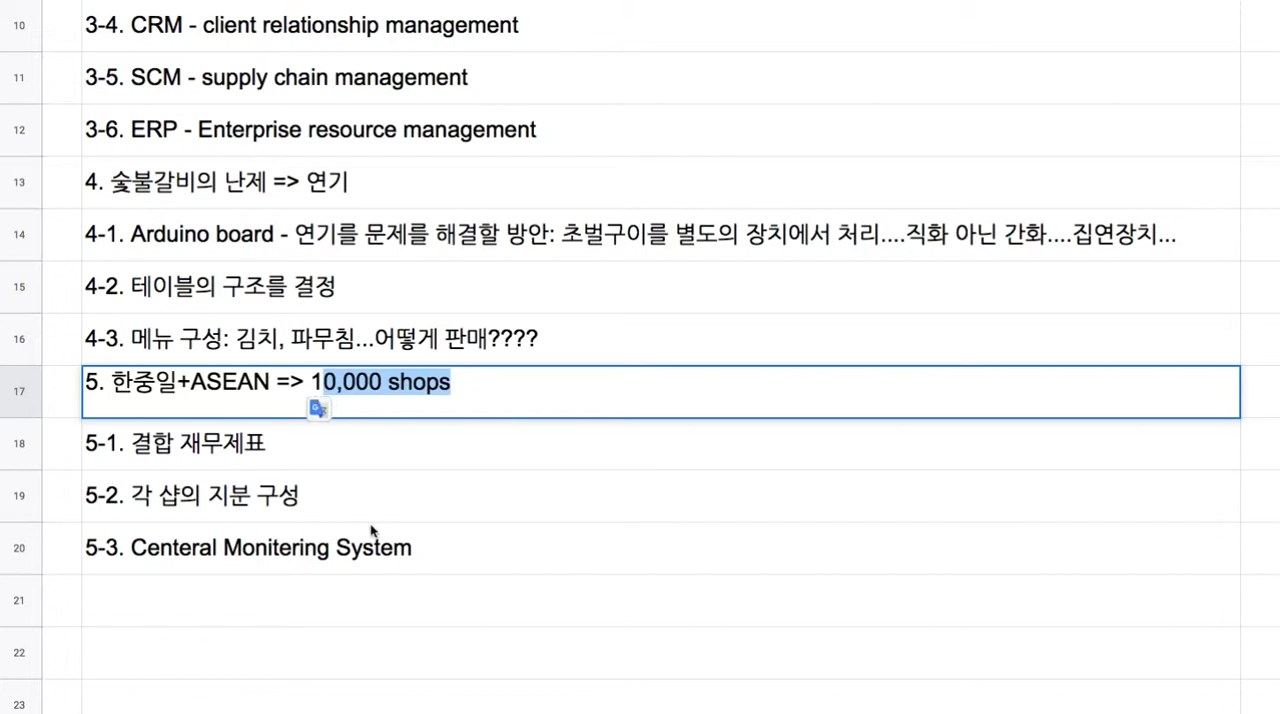 10 3-4. CRM - client relationship management
11 3-5. SCM - supply chain management
12 3-6. ERP - Enterprise resource management
13 4.숯불갈비의 난제 => 연기
14 4-1. Arduino board - 연기를 문제를 해결할 방안: 초벌구이를 별도의 장치에서 처리....직화 아닌 간화....집연장치...
15 4-2. 테이블의 구조를 결정
16 4-3. 메뉴 구성: 김치, 파무침...어떻게 판매????
17 5. 한중일+ASEAN => 10,000 shops
18 5-1. 결합 재무제표
19 5-2. 각 샵의 지분 구성
20 5-3. Centeral Monitering System
21
22
23